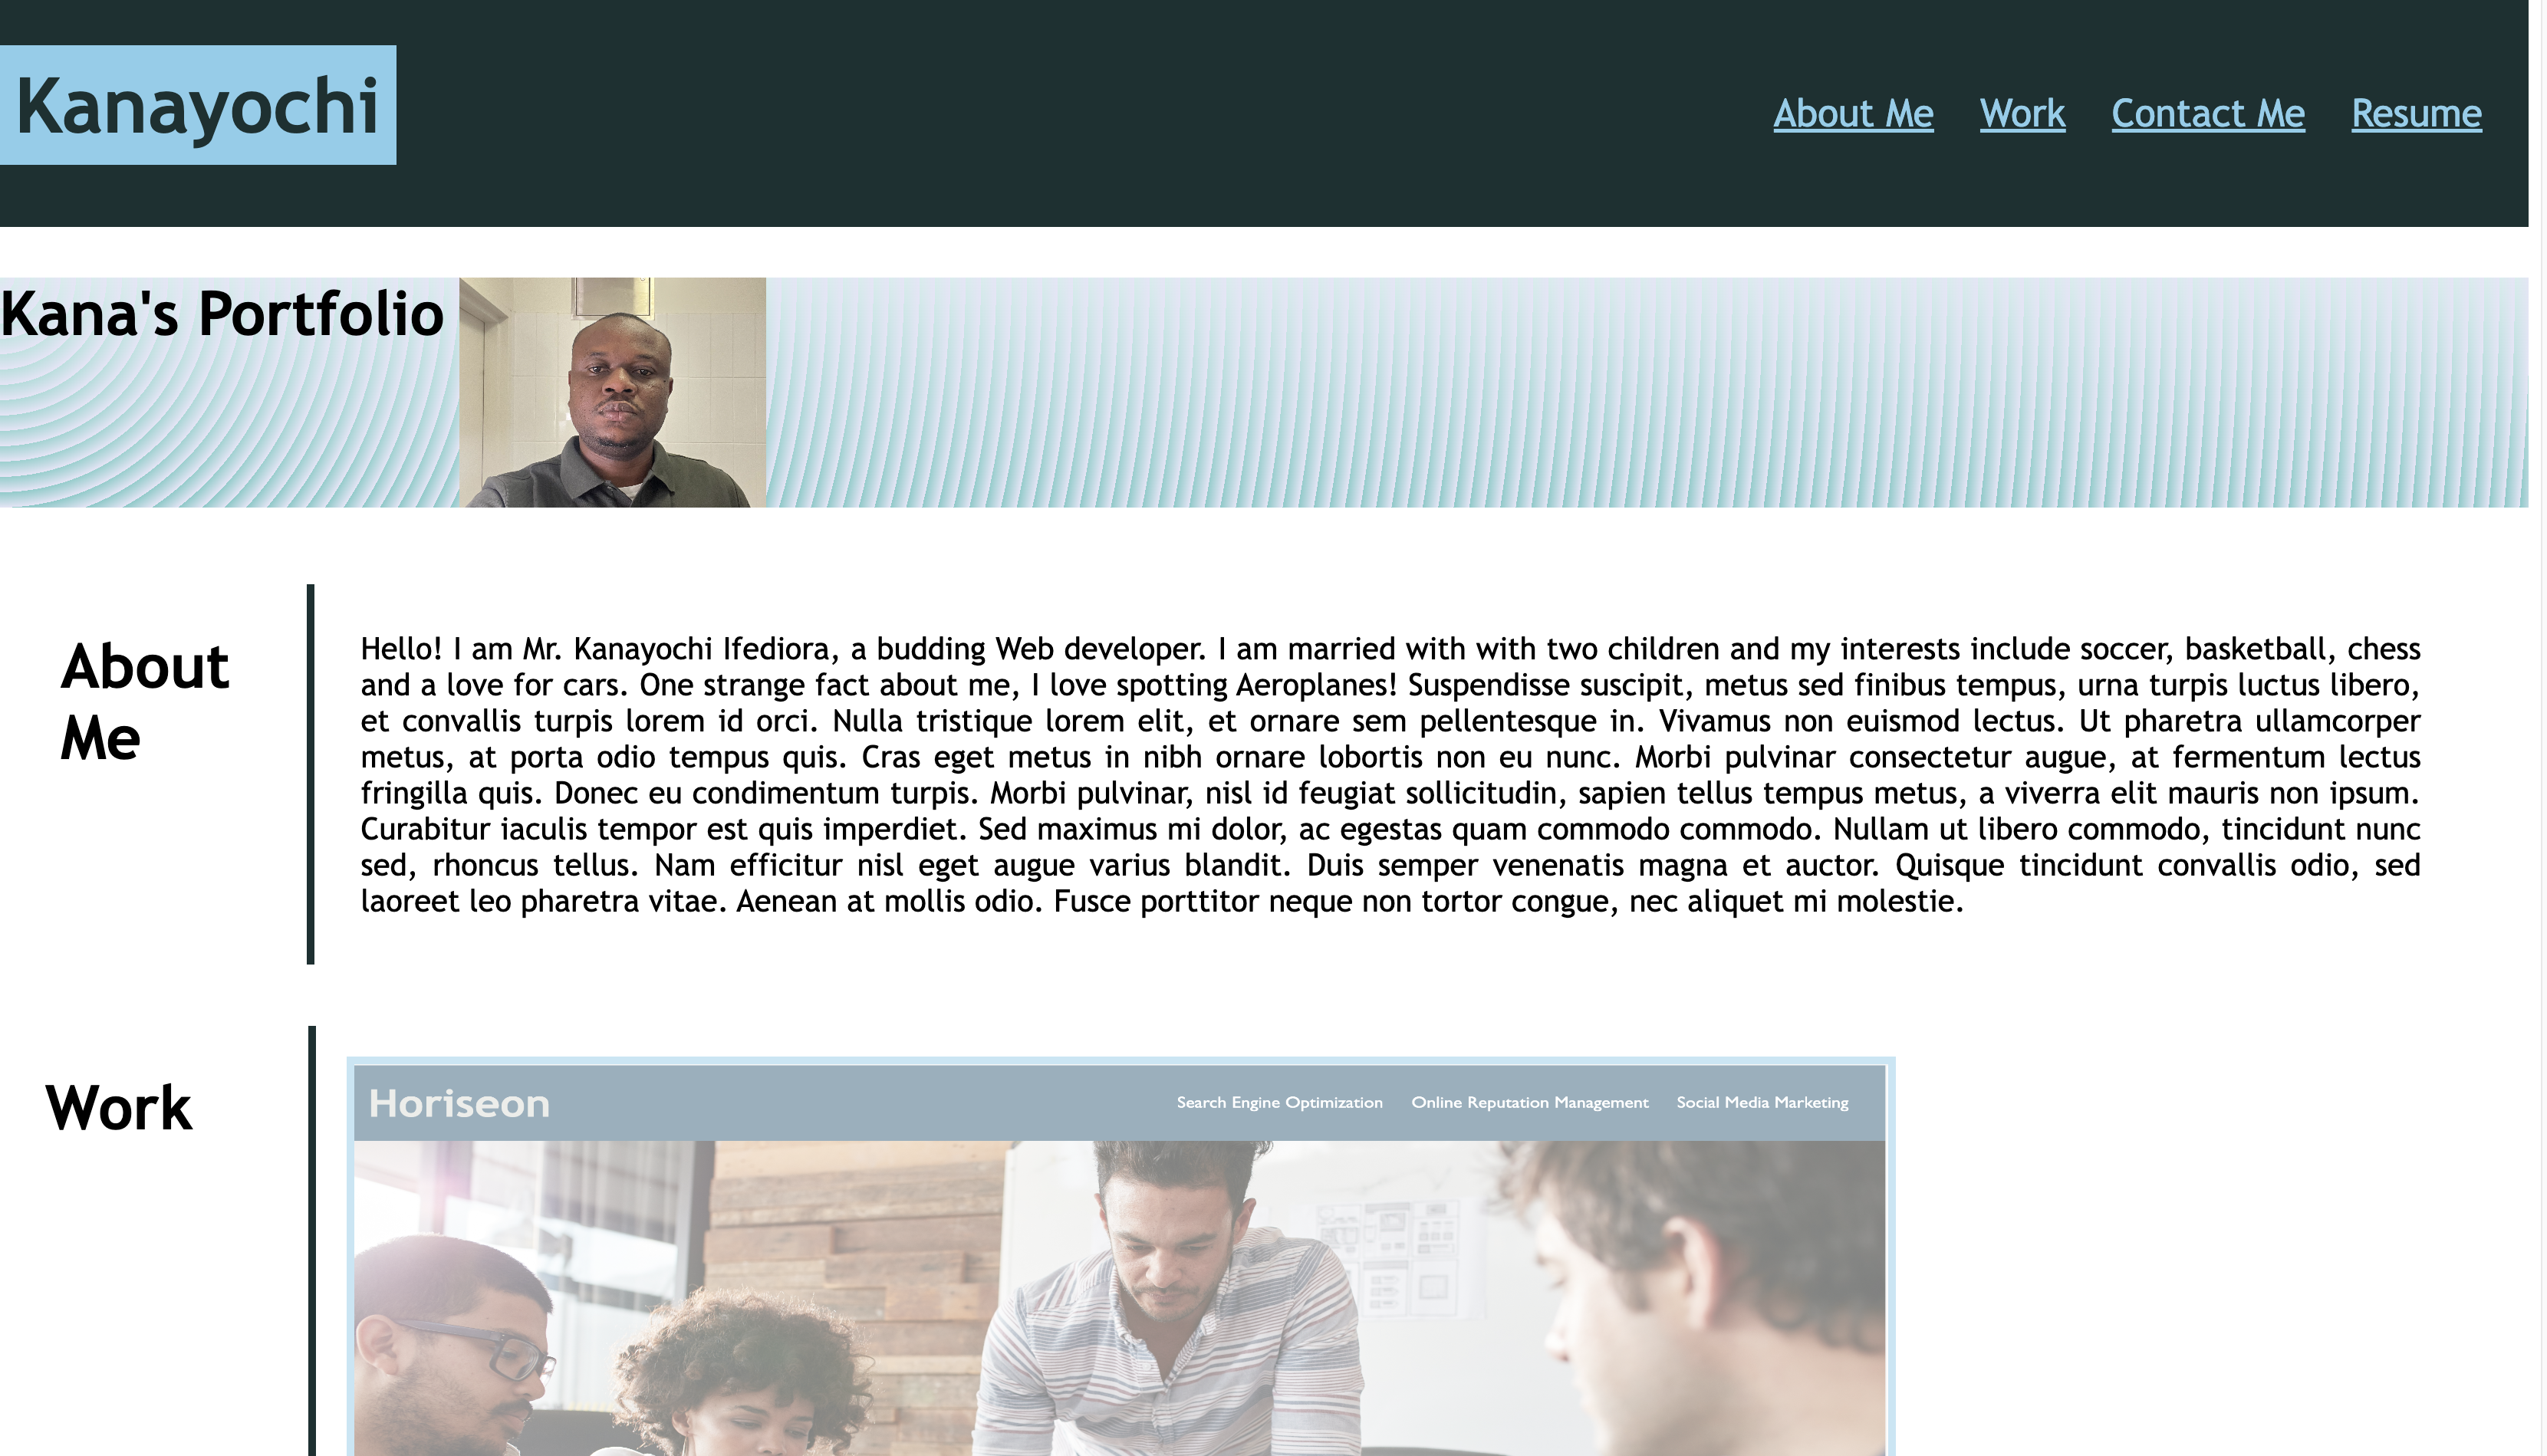 Kanayochi
About Me Work Contact Me Resume
Kana's Portfolio
About
Me
Hello! I am Mr. Kanayochi Ifediora, a budding Web developer. I am married with with two children and my interests include soccer, basketball, chess
and a love for cars. One strange fact about me, I love spotting Aeroplanes! Suspendisse suscipit, metus sed finibus tempus, urna turpis luctus libero,
et convallis turpis lorem id orci. Nulla tristique lorem elit, et ornare sem pellentesque in. Vivamus non euismod lectus. Ut pharetra ullamcorper
metus, at porta odio tempus quis. Cras eget metus in nibh ornare lobortis non eu nunc. Morbi pulvinar consectetur augue, at fermentum lectus
fringilla quis. Donec eu condimentum turpis. Morbi pulvinar, nisl id feugiat sollicitudin, sapien tellus tempus metus, a viverra elit mauris non ipsum.
Curabitur iaculis tempor est quis imperdiet. Sed maximus mi dolor, ac egestas quam commodo commodo. Nullam ut libero commodo, tincidunt nunc
sed, rhoncus tellus. Nam efficitur nisl eget augue varius blandit. Duis semper venenatis magna et auctor. Quisque tincidunt convallis odio, sed
laoreet leo pharetra vitae. Aenean at mollis odio. Fusce porttitor neque non tortor congue, nec aliquet mi molestie.
Work
Horiseon
Search Engine Optimization Online Reputation Management Social Media Marketing